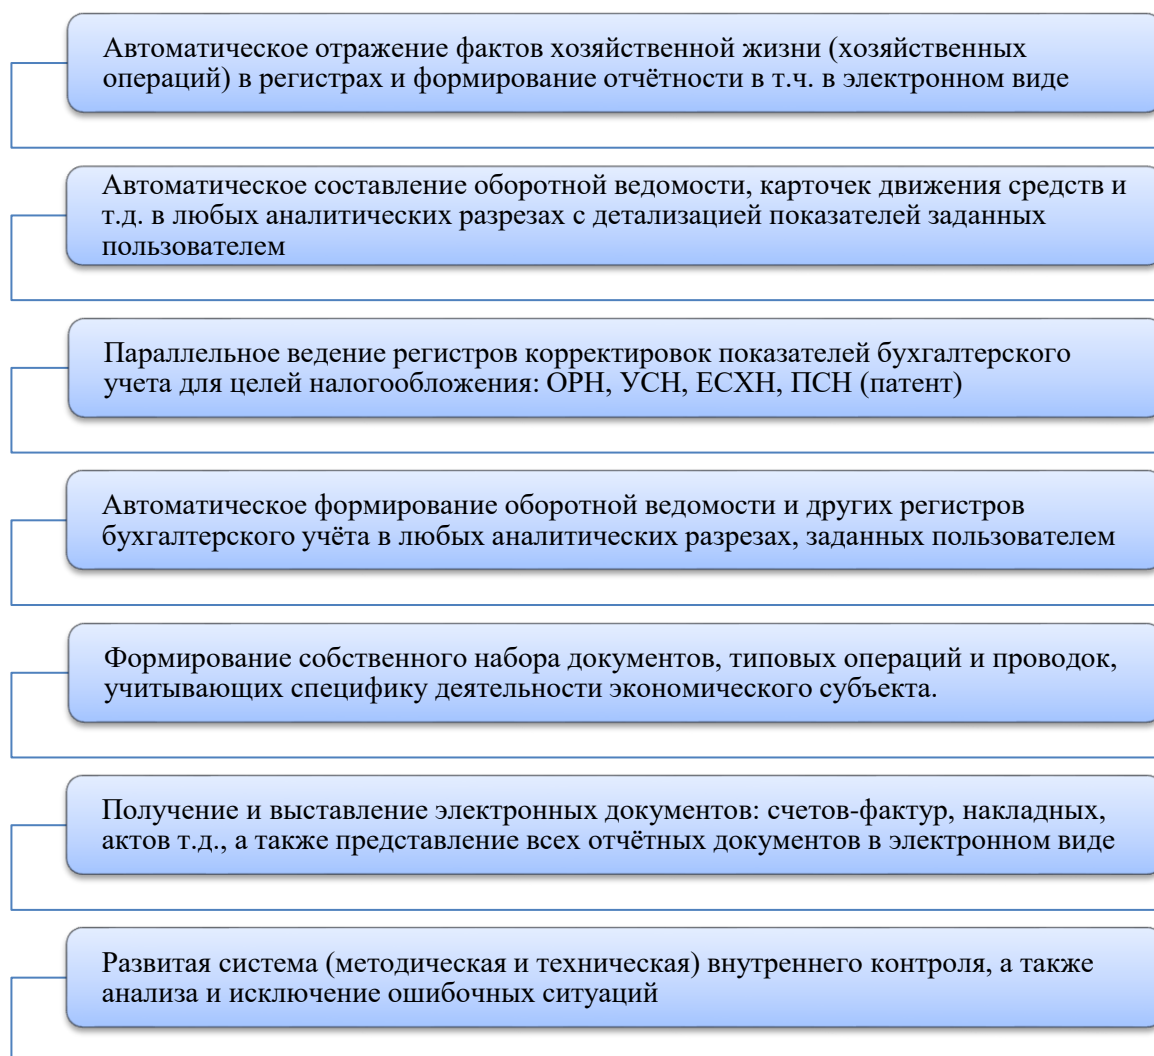 Автоматическое отражение фактов хозяйственной жизни (хозяйственных
операций) в регистрах и формирование отчётности в т.ч. в электронном виде
Автоматическое составление оборотной ведомости, карточек движения средств и
т.д. в любых аналитических разрезах с детализацией показателей заданных
пользователем
Параллельное ведение регистров корректировок показателей бухгалтерского
учета для целей налогообложения: ОРН, УСН, ЕСХН, ПСН (патент)
Автоматическое формирование оборотной ведомости и других регистров
бухгалтерского учёта в любых аналитических разрезах, заданных пользователем
Формирование собственного набора документов, типовых операций и проводок,
учитывающих специфику деятельности экономического субъекта.
Получение и выставление электронных документов: счетов-фактур, накладных,
актов т.д., а также представление всех отчётных документов в электронном виде
Развитая система (методическая и техническая) внутреннего контроля, а также
анализа и исключение ошибочных ситуаций